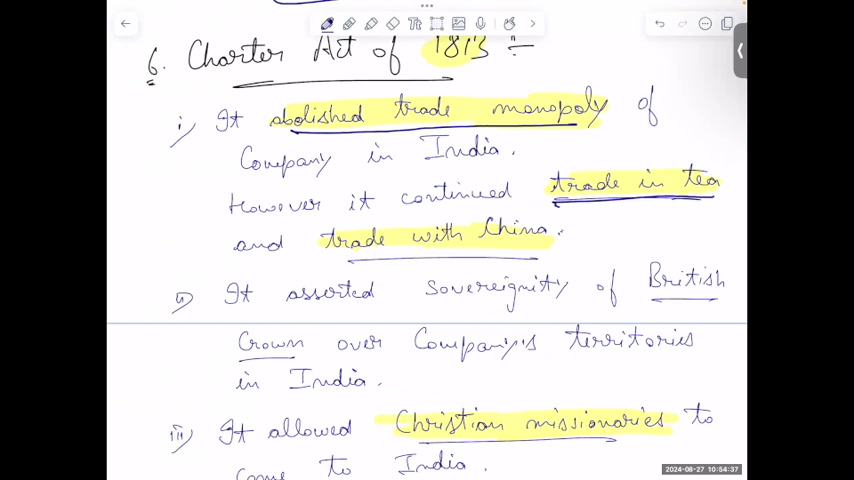 Tt
6. Charter Act of 1813 :-
i) It abolished trade monopoly of
Company in India.
However it continued trade in tea
and trade with China.
ii) It asserted Sovereignity of British
Crown over Company's territories
in India.
iii) It allowed Christian missionaries to
come to India.
2024-08-27 10:54:37